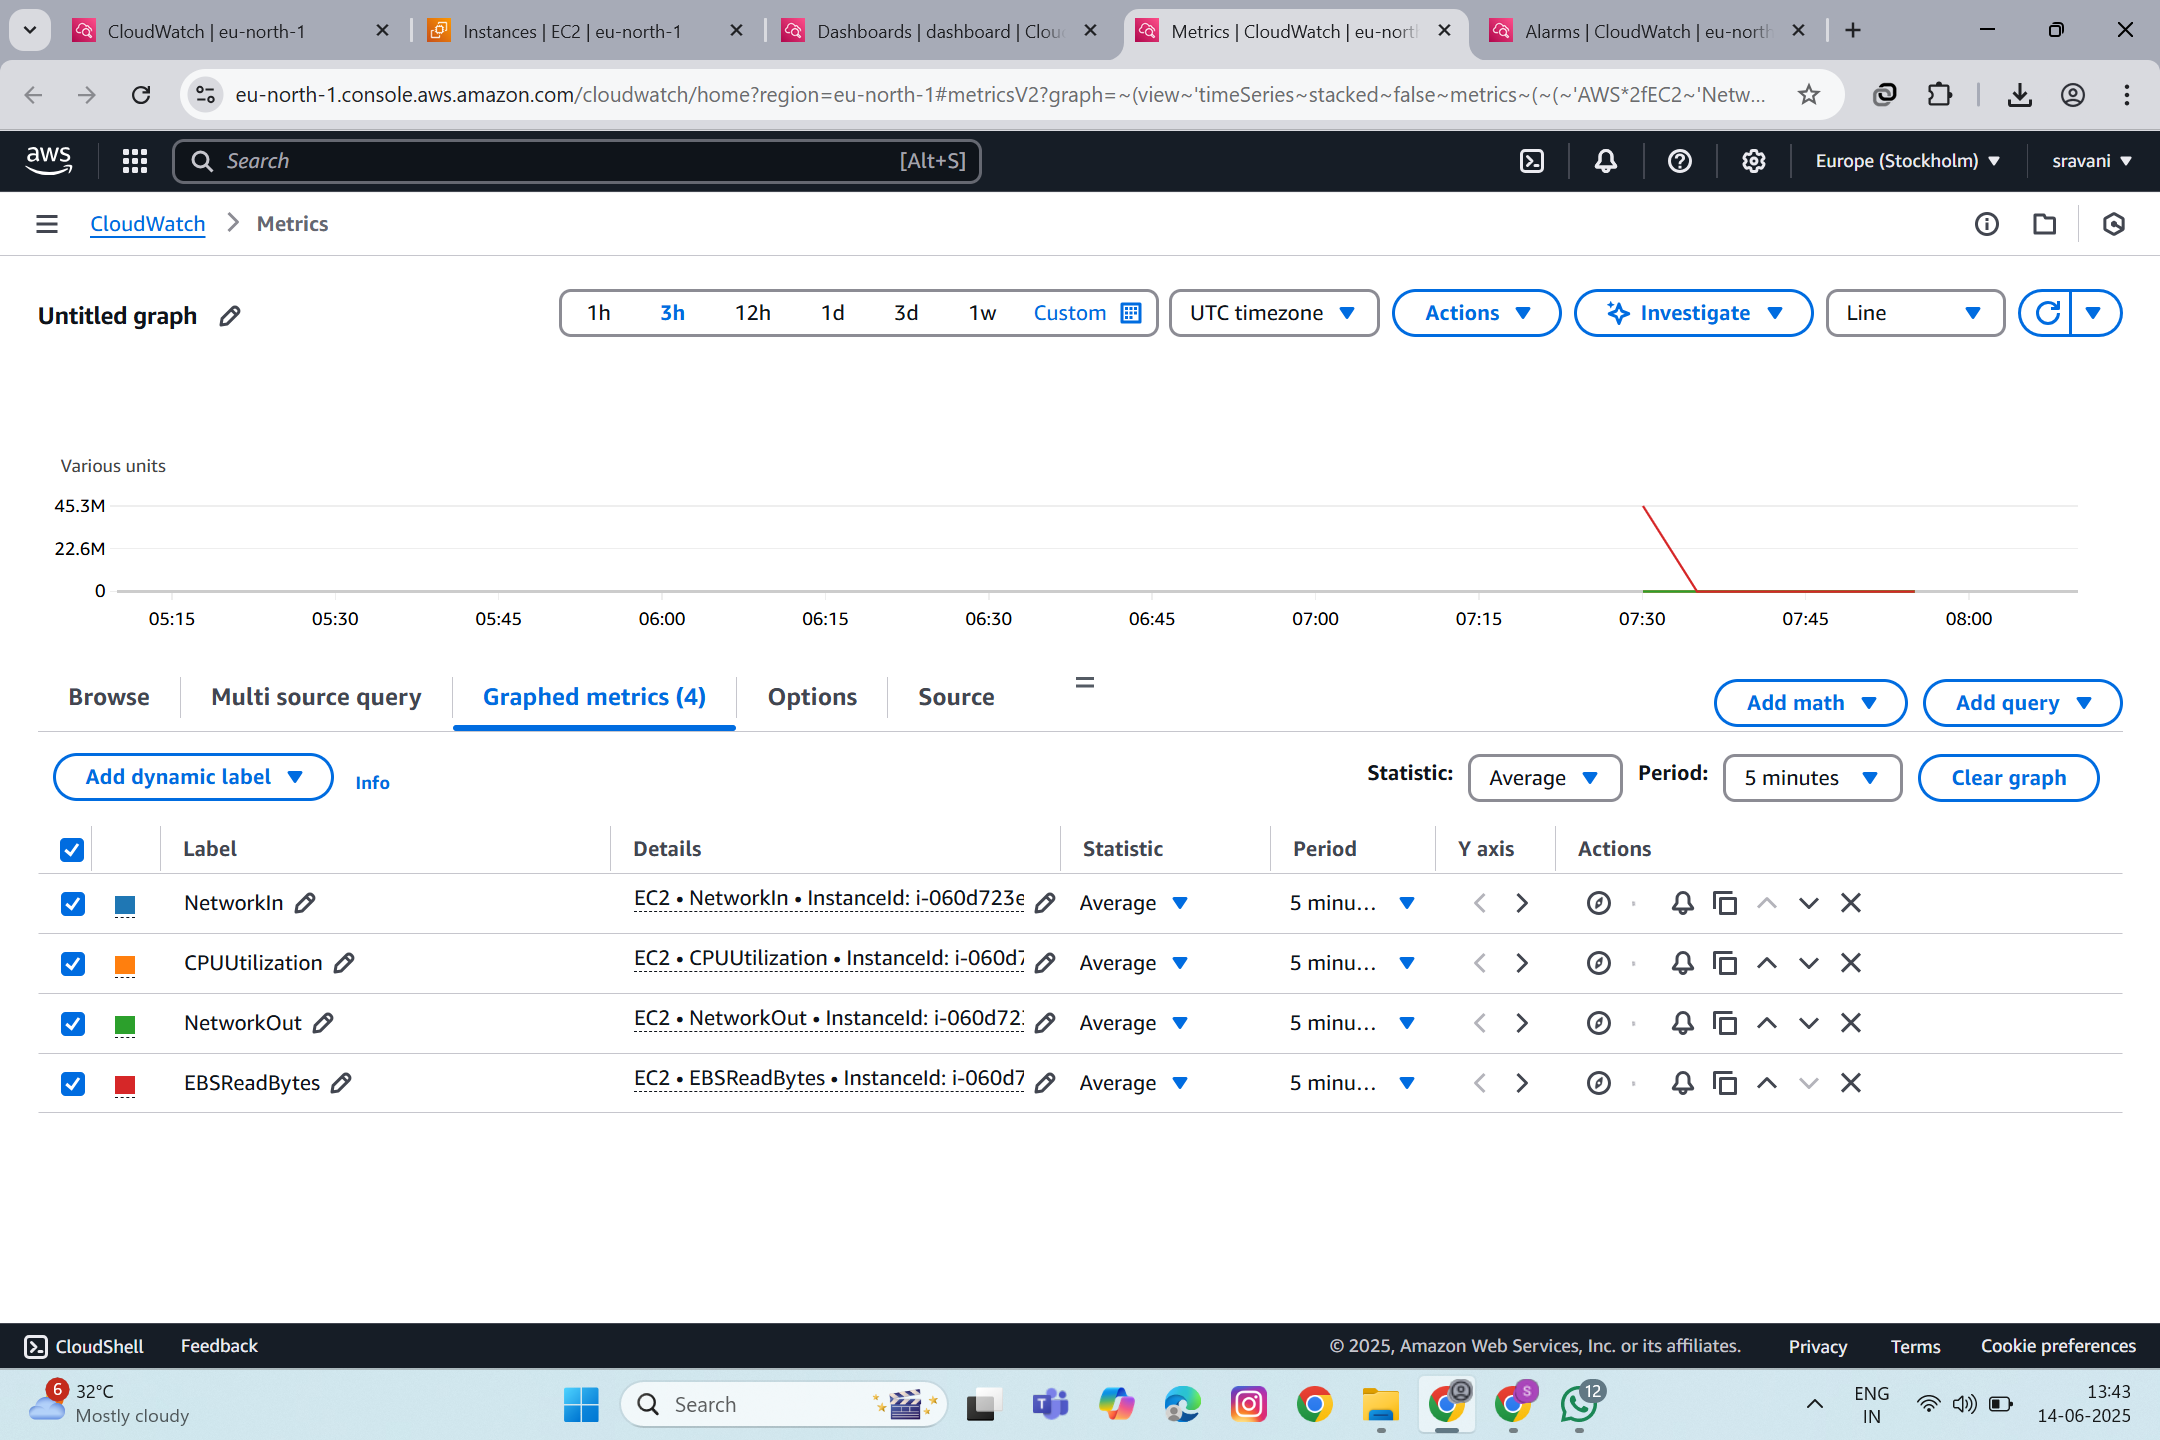 CloudWatch | eu-north-1
Instances | EC2 | eu-north-1
Dashboards | dashboard | Clou
Metrics | CloudWatch | eu-nort
Alarms | CloudWatch | eu-north
eu-north-1.console.aws.amazon.com/cloudwatch/home?region=eu-north-1#metricsV2?graph=~(view~'timeSeries~stacked~false~metrics~(~(~'AWS*2fEC2~'Netw...
aws
Search
[Alt+S]
Europe (Stockholm)
sravani
CloudWatch
Metrics
Untitled graph
1h
3h
12h
1d
3d
1w
Custom
UTC timezone
Actions
Investigate
Line
Various units
45.3M
22.6M
0
05:15
05:30
05:45
06:00
06:15
06:30
06:45
07:00
07:15
07:30
07:45
08:00
Browse
Multi source query
Graphed metrics (4)
Options
Source
Add math
Add query
Add dynamic label
Info
Statistic:
Average
Period:
5 minutes
Clear graph
Label
Details
Statistic
Period
Y axis
Actions
NetworkIn
EC2 • NetworkIn • InstanceId: i-060d723e
Average
5 minu...
CPUUtilization
EC2 • CPUUtilization • InstanceId: i-060d7
Average
5 minu...
NetworkOut
EC2 • NetworkOut • InstanceId: i-060d72
Average
5 minu...
EBSReadBytes
EC2 • EBSReadBytes • InstanceId: i-060d7
Average
5 minu...
CloudShell
Feedback
© 2025, Amazon Web Services, Inc. or its affiliates.
Privacy
Terms
Cookie preferences
6
32°C
Mostly cloudy
Search
S
12
ENG
IN
13:43
14-06-2025